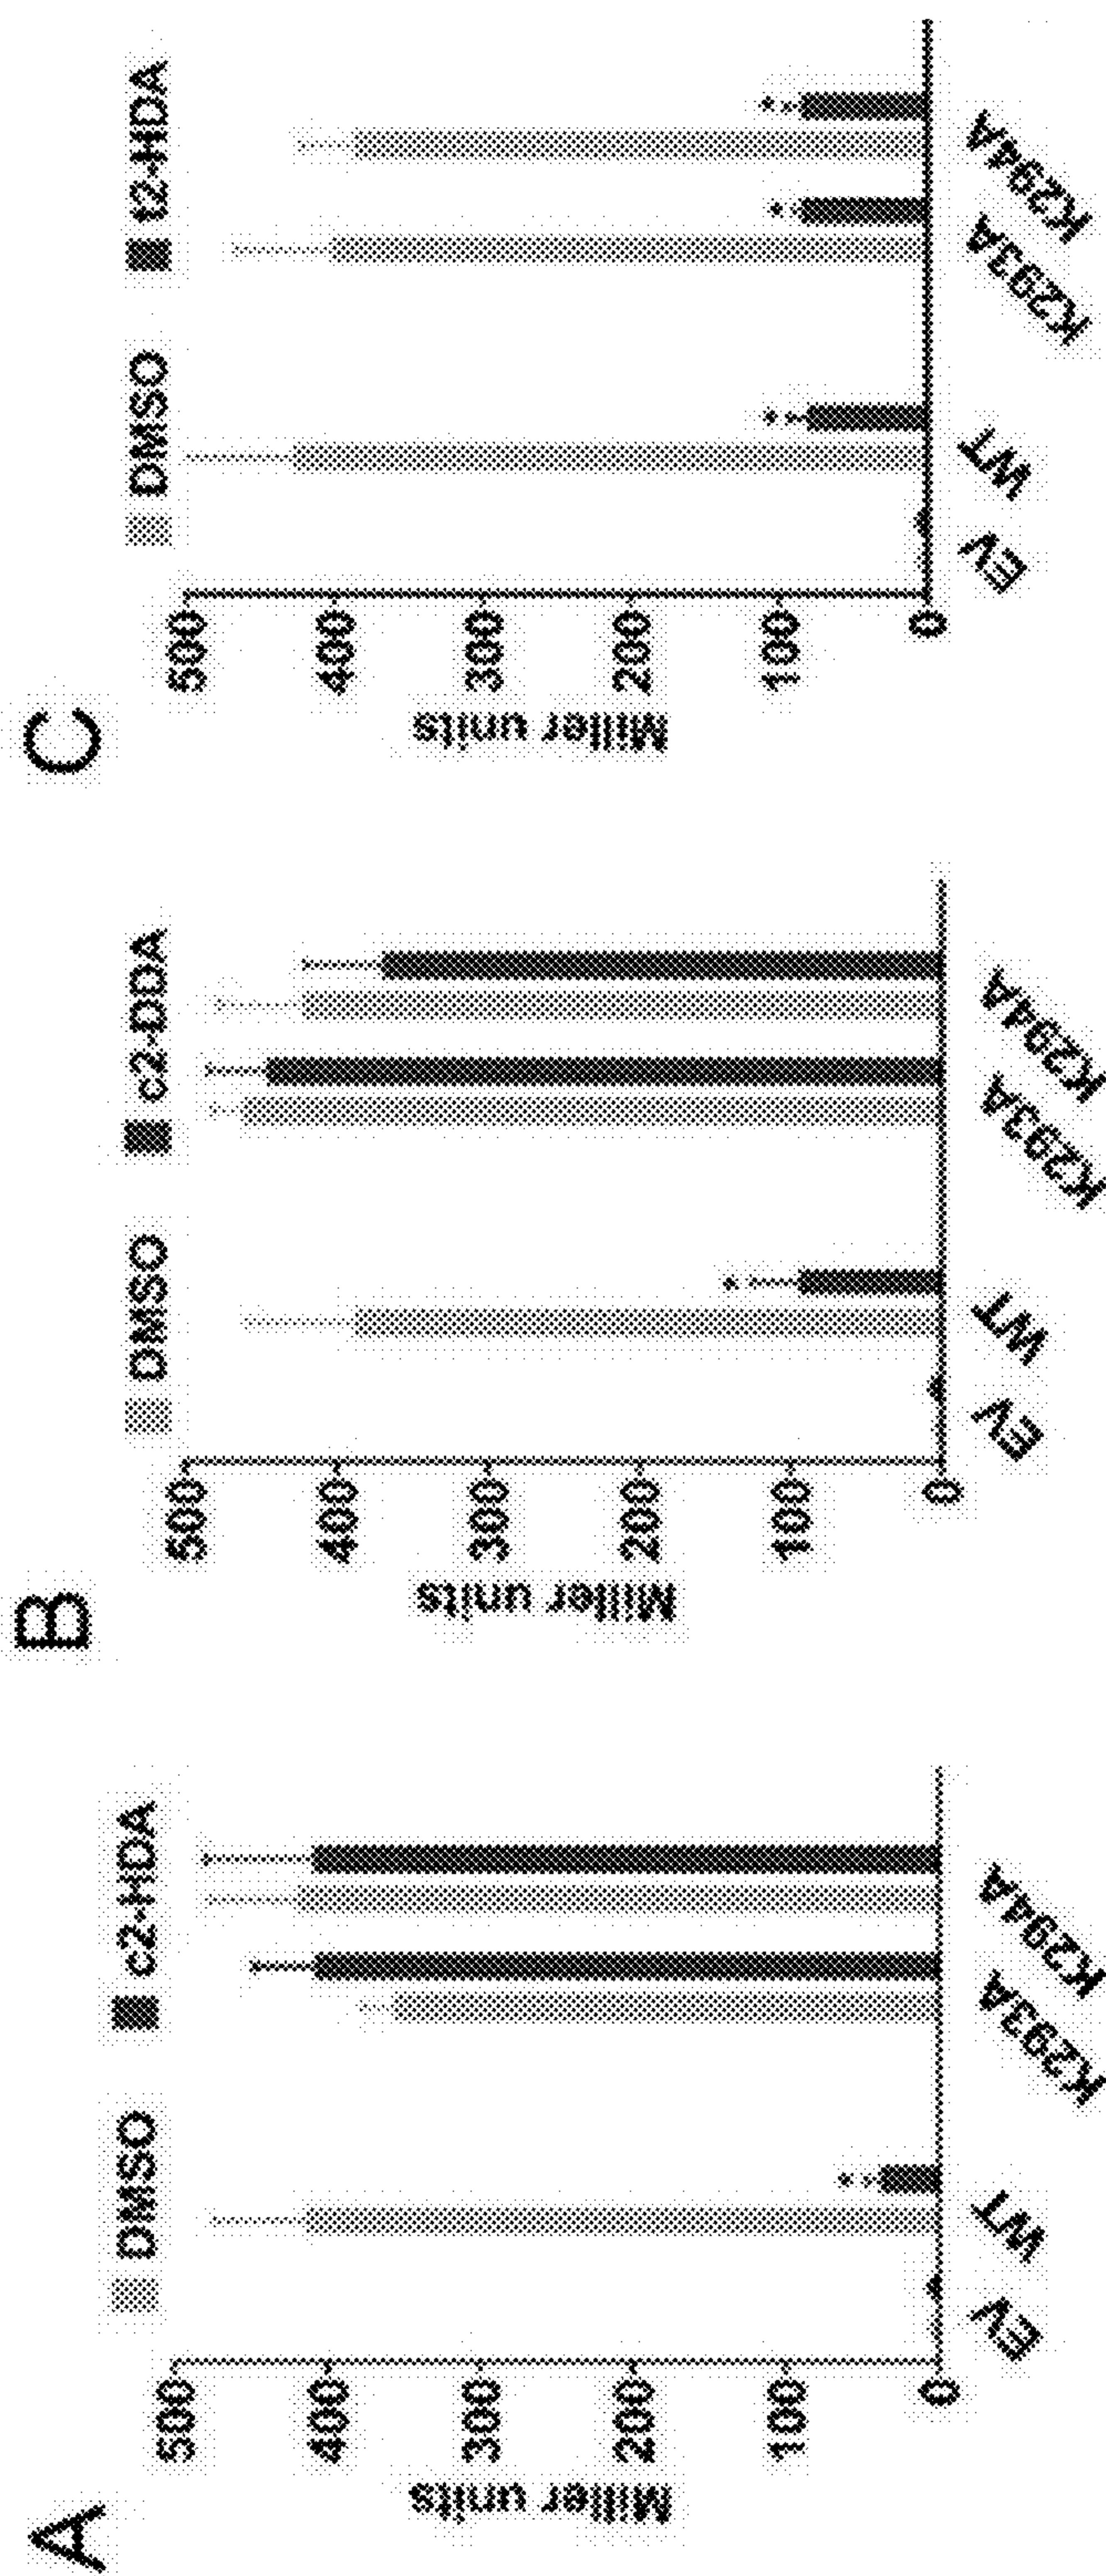 A
DMSO c2-HDA
Miller units
500
400
300
200
100
0
EV WT K293A K294A
B
DMSO c2-DDA
Miller units
500
400
300
200
100
0
EV WT K293A K294A
C
DMSO t2-HDA
Miller units
500
400
300
200
100
0
EV WT K293A K294A